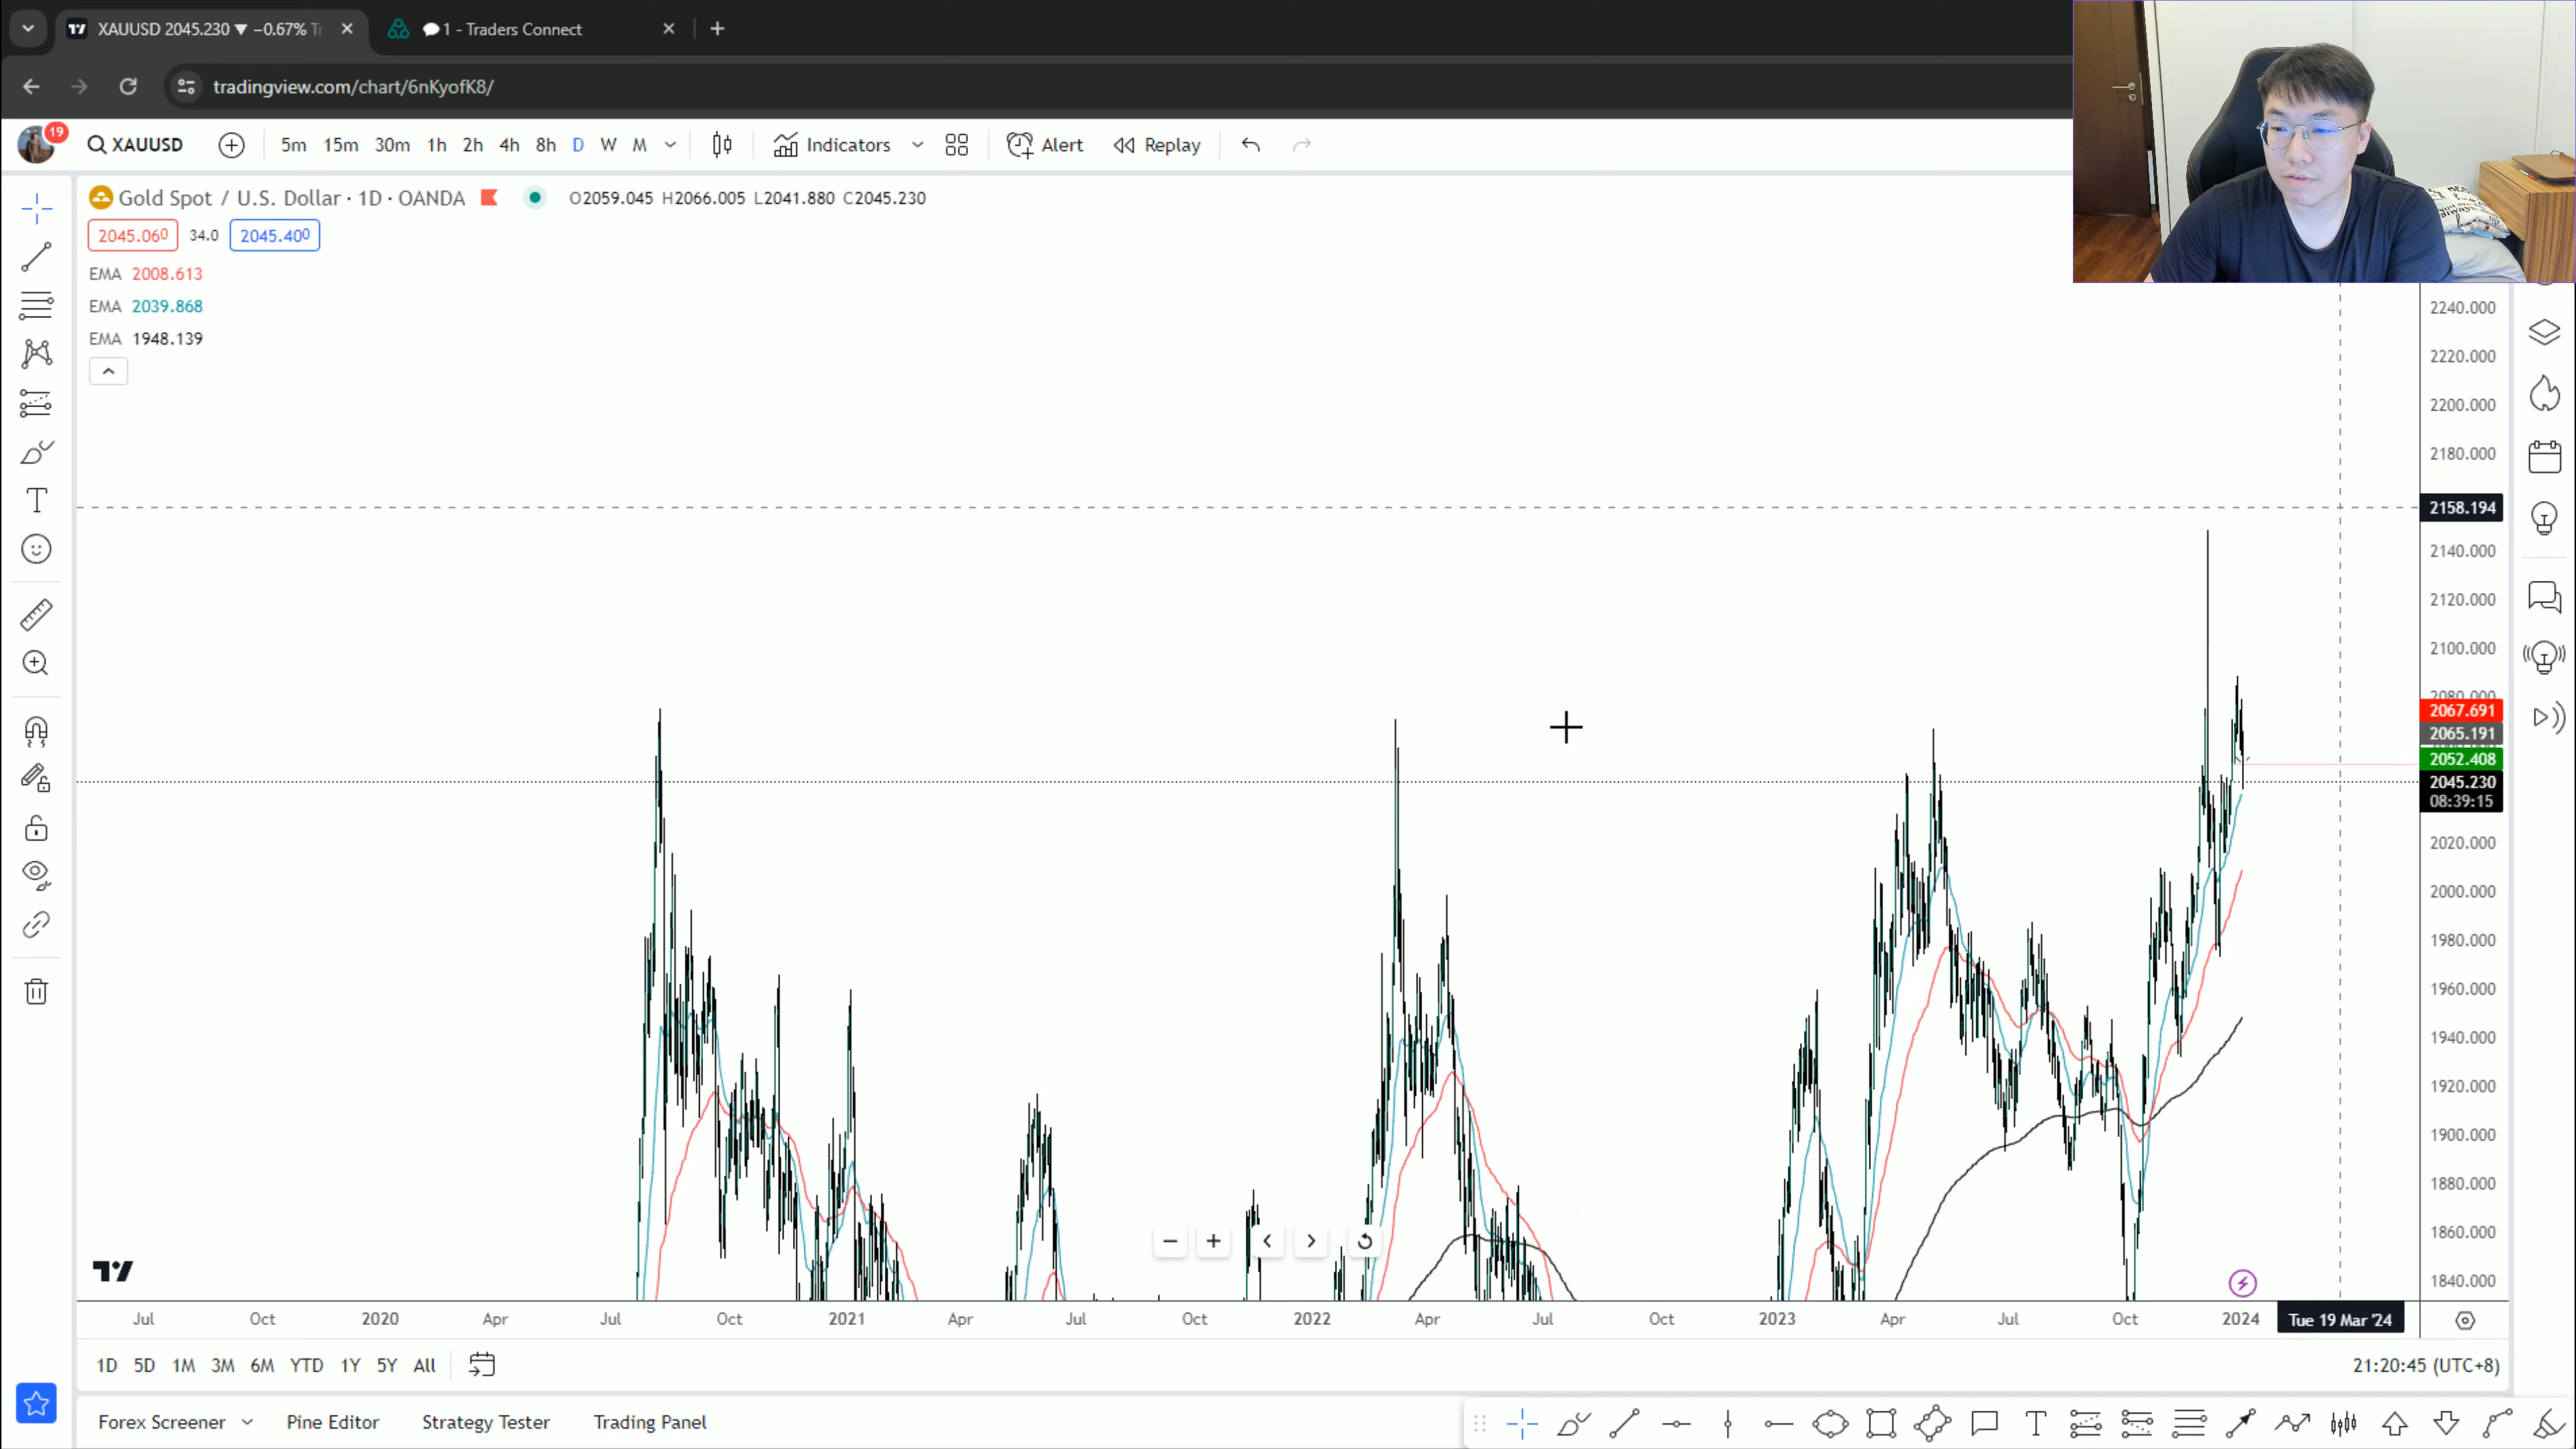 XAUUSD 2045.230 ▼ −0.67% Tr
1 - Traders Connect
tradingview.com/chart/6nKyofK8/
19
XAUUSD
5m 15m 30m 1h 2h 4h 8h D W M
Indicators
Alert
Replay
Gold Spot / U.S. Dollar · 1D · OANDA
O2059.045 H2066.005 L2041.880 C2045.230
2045.060 34.0 2045.400
EMA 2008.613
EMA 2039.868
EMA 1948.139
2240.000
2220.000
2200.000
2180.000
2158.194
2140.000
2120.000
2100.000
2080.000
2067.691
2065.191
2052.408
2045.230
08:39:15
2020.000
2000.000
1980.000
1960.000
1940.000
1920.000
1900.000
1880.000
1860.000
1840.000
Jul Oct 2020 Apr Jul Oct 2021 Apr Jul Oct 2022 Apr Jul Oct 2023 Apr Jul Oct 2024 Tue 19 Mar '24
1D 5D 1M 3M 6M YTD 1Y 5Y All
21:20:45 (UTC+8)
Forex Screener Pine Editor Strategy Tester Trading Panel